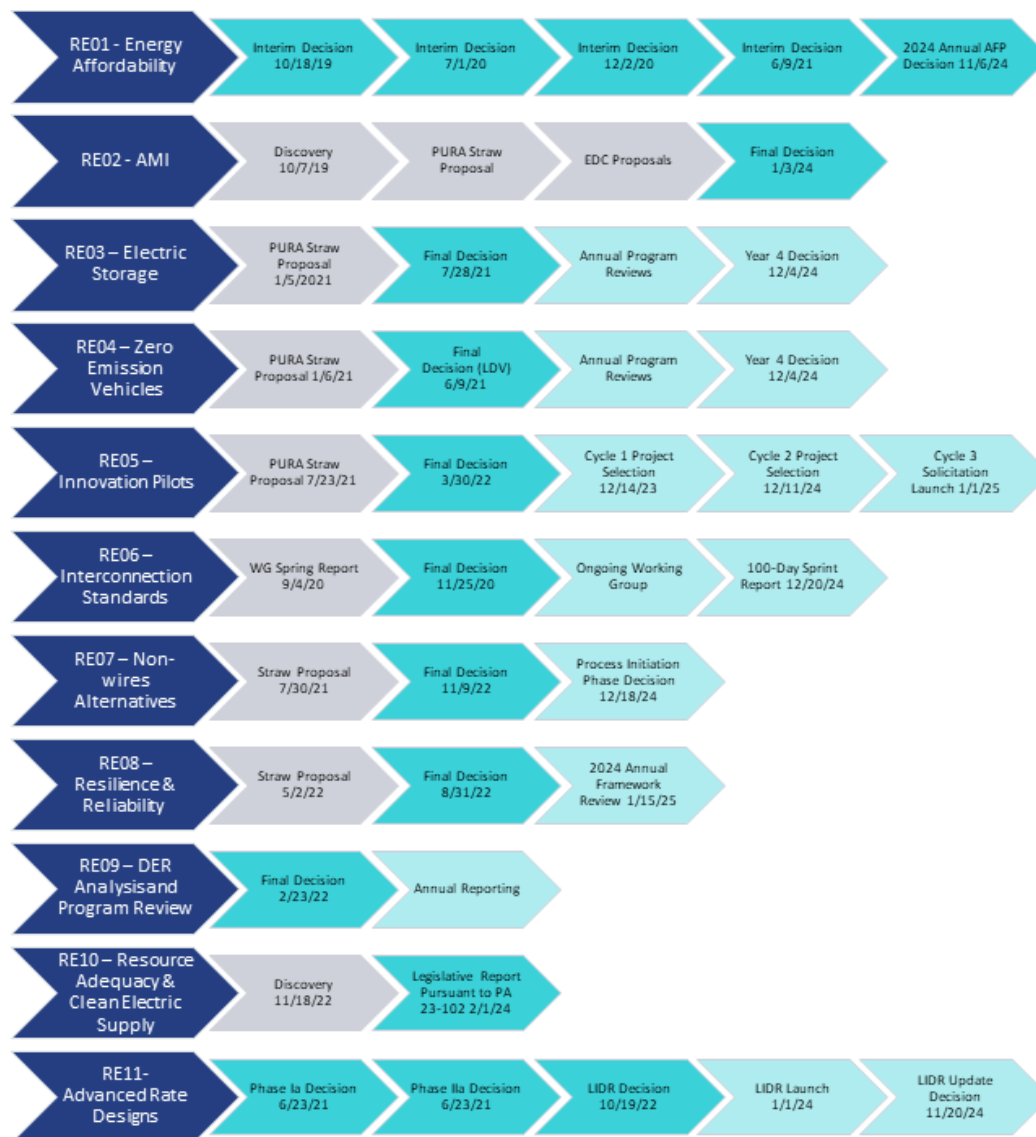 RE01 - Energy
Affordability
Interim Decision
10/18/19
Interim Decision
7/1/20
Interim Decision
12/2/20
Interim Decision
6/9/21
2024 Annual AFP
Decision 11/6/24
RE02 - AMI
Discovery
10/7/19
PURA Straw
Proposal
EDC Proposals
Final Decision
1/3/24
RE03 – Electric
Storage
PURA Straw
Proposal
1/5/2021
Final Decision
7/28/21
Annual Program
Reviews
Year 4 Decision
12/4/24
RE04 – Zero
Emission
Vehicles
PURA Straw
Proposal 1/6/21
Final
Decision (LDV)
6/9/21
Annual Program
Reviews
Year 4 Decision
12/4/24
RE05 –
Innovation Pilots
PURA Straw
Proposal 7/23/21
Final Decision
3/30/22
Cycle 1 Project
Selection
12/14/23
Cycle 2 Project
Selection
12/11/24
Cycle 3
Solicitation
Launch 1/1/25
RE06 –
Interconnection
Standards
WG Spring Report
9/4/20
Final Decision
11/25/20
Ongoing Working
Group
100-Day Sprint
Report 12/20/24
RE07 – Non-
wires
Alternatives
Straw Proposal
7/30/21
Final Decision
11/9/22
Process Initiation
Phase Decision
12/18/24
RE08 –
Resilience &
Reliability
Straw Proposal
5/2/22
Final Decision
8/31/22
2024 Annual
Framework
Review 1/15/25
RE09 – DER
Analysisand
Program Review
Final Decision
2/23/22
Annual Reporting
RE10 – Resource
Adequacy &
Clean Electric
Supply
Discovery
11/18/22
Legislative Report
Pursuant to PA
23-102 2/1/24
RE11-
Advanced Rate
Designs
Phase Ia Decision
6/23/21
Phase IIa Decision
6/23/21
LIDR Decision
10/19/22
LIDR Launch
1/1/24
LIDR Update
Decision
11/20/24